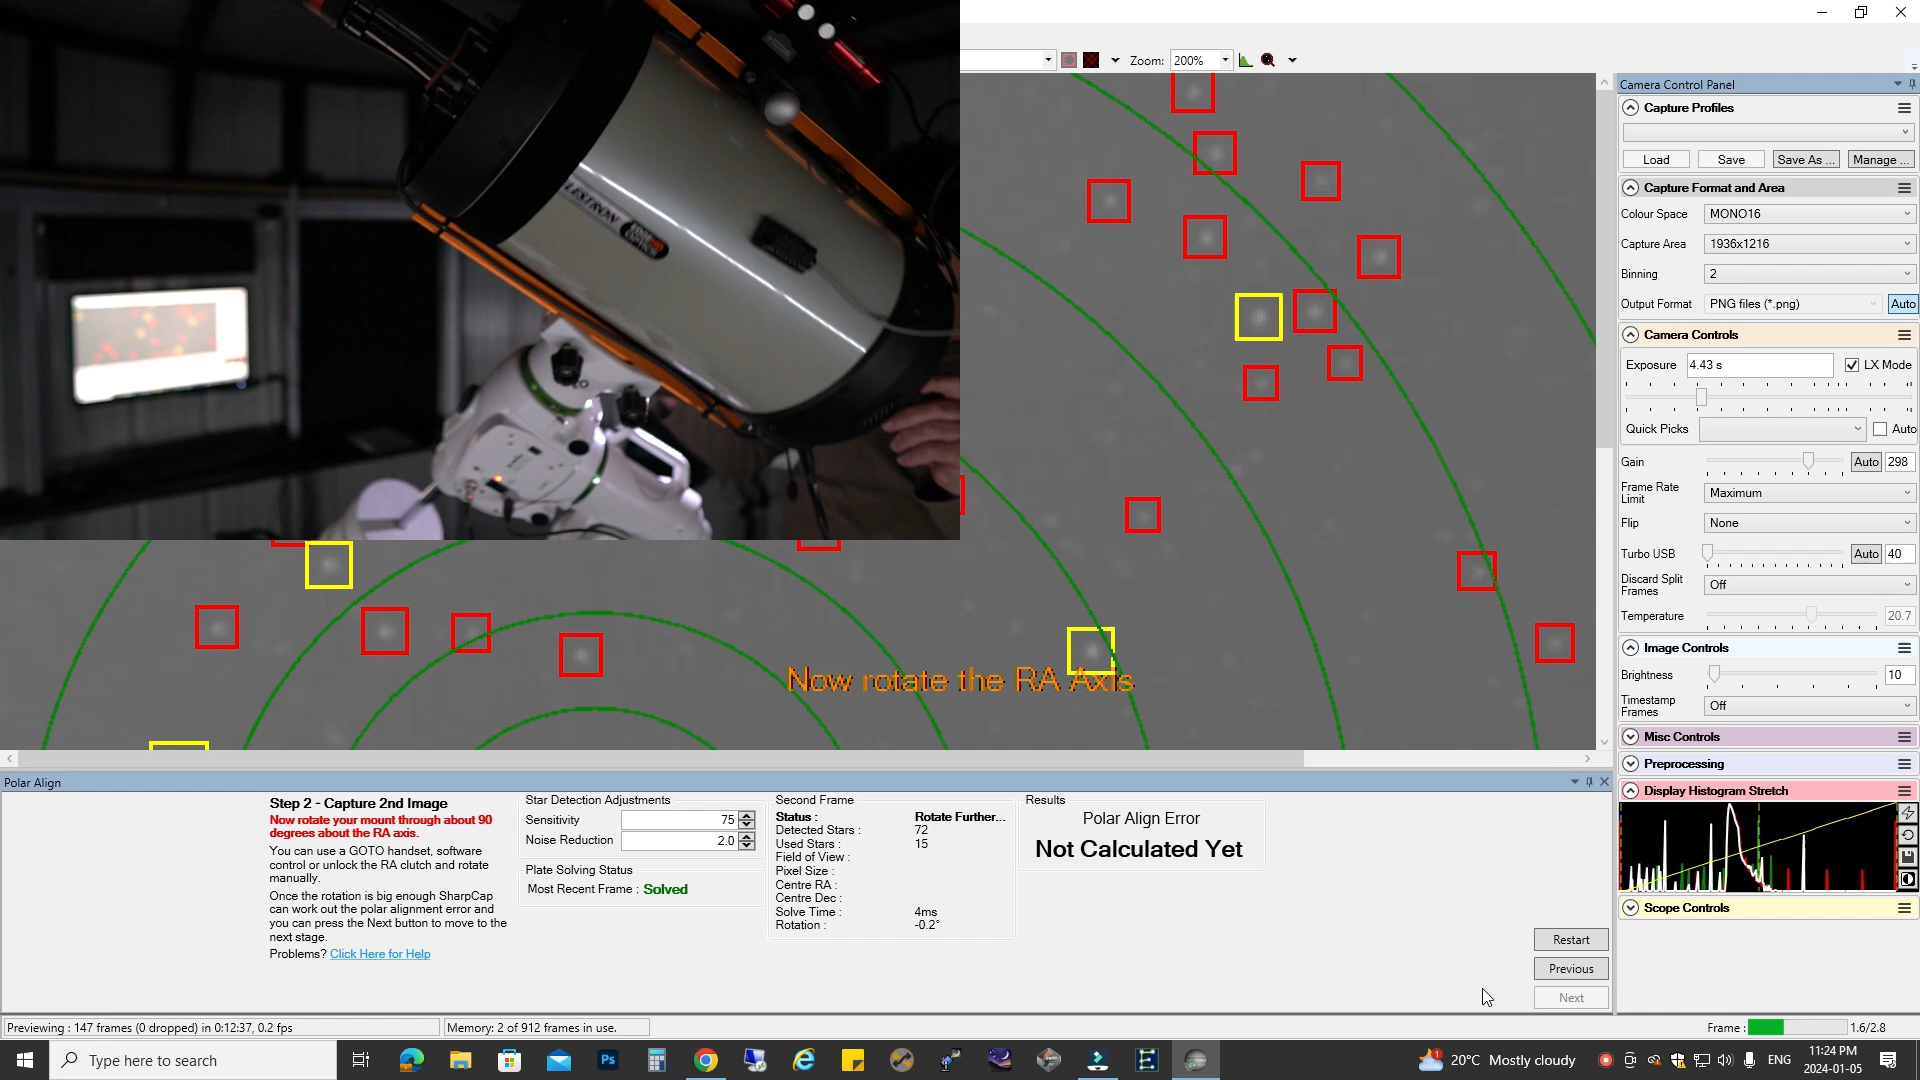 Zoom:
200%
Camera Control Panel
Capture Profiles
Load
Save
Save As ...
Manage ...
Capture Format and Area
Colour Space
MONO16
Capture Area
1936x1216
Binning
2
Output Format
PNG files (*.png)
Auto
Camera Controls
Exposure
4.43 s
LX Mode
Quick Picks
Auto
Gain
Auto
298
Frame Rate
Limit
Maximum
Flip
None
Turbo USB
Auto
40
Discard Split
Frames
Off
Temperature
20.7
Image Controls
Brightness
10
Timestamp
Frames
Off
Misc Controls
Preprocessing
Display Histogram Stretch
Scope Controls
Now rotate the RA Axis
Polar Align
Step 2 - Capture 2nd Image
Now rotate your mount through about 90
degrees about the RA axis.
You can use a GOTO handset, software
control or unlock the RA clutch and rotate
manually.
Once the rotation is big enough SharpCap
can work out the polar alignment error and
you can press the Next button to move to the
next stage.
Problems? Click Here for Help
Star Detection Adjustments
Sensitivity
75
Noise Reduction
2.0
Plate Solving Status
Most Recent Frame : Solved
Second Frame
Status : Rotate Further...
Detected Stars : 72
Used Stars : 15
Field of View :
Pixel Size :
Centre RA :
Centre Dec :
Solve Time : 4ms
Rotation : -0.2°
Results
Polar Align Error
Not Calculated Yet
Restart
Previous
Next
Previewing : 147 frames (0 dropped) in 0:12:37, 0.2 fps
Memory: 2 of 912 frames in use.
Frame :
1.6/2.8
Type here to search
Ps
1
20°C Mostly cloudy
ENG
11:24 PM
2024-01-05